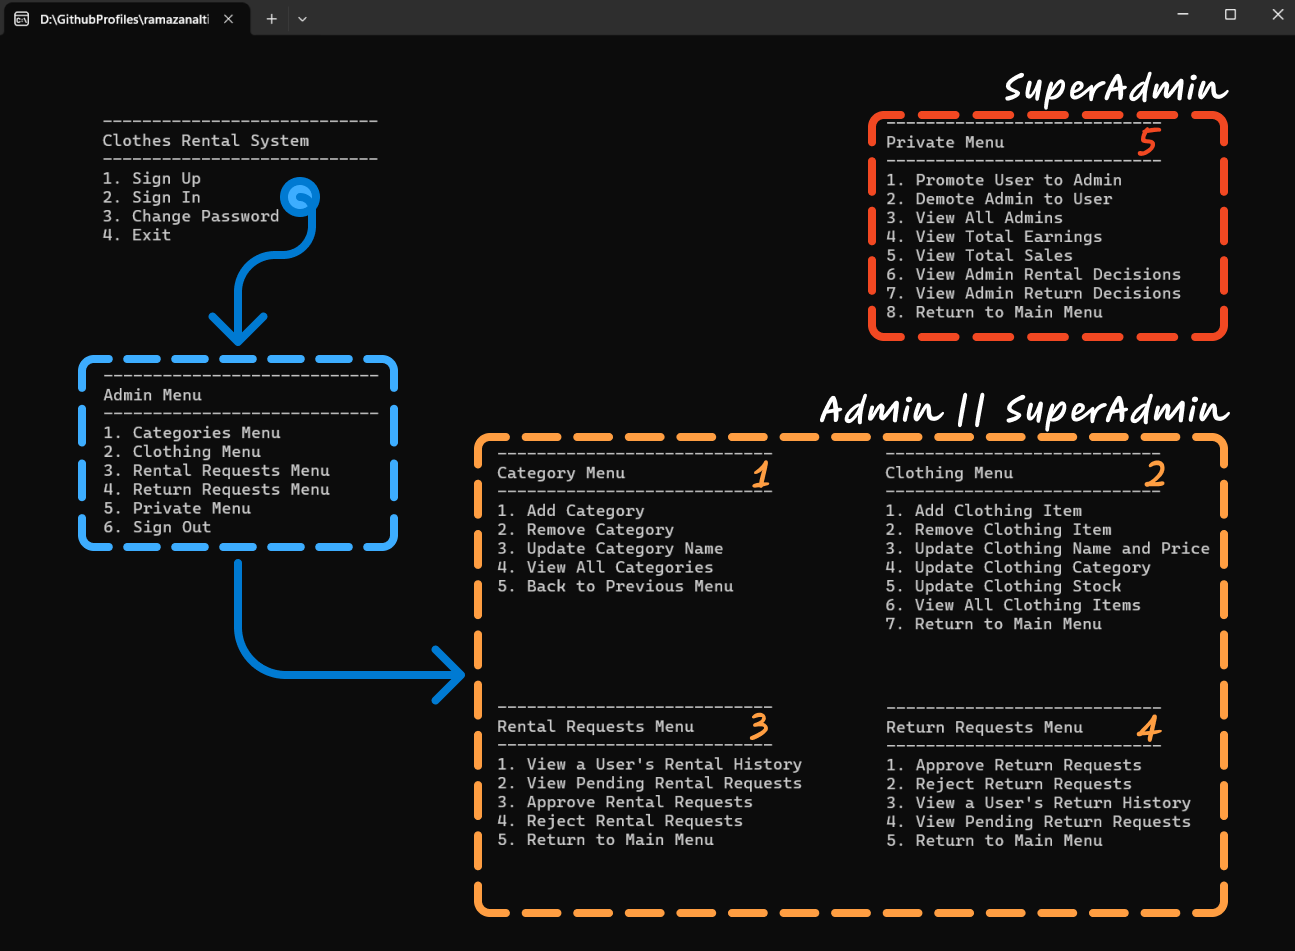 D:\GithubProfiles\ramazanalti
SuperAdmin
----------------------------
Clothes Rental System
----------------------------
1. Sign Up
2. Sign In
3. Change Password
4. Exit
----------------------------
Private Menu 5
----------------------------
1. Promote User to Admin
2. Demote Admin to User
3. View All Admins
4. View Total Earnings
5. View Total Sales
6. View Admin Rental Decisions
7. View Admin Return Decisions
8. Return to Main Menu
----------------------------
Admin Menu
----------------------------
1. Categories Menu
2. Clothing Menu
3. Rental Requests Menu
4. Return Requests Menu
5. Private Menu
6. Sign Out
Admin || SuperAdmin
----------------------------
Category Menu 1
----------------------------
1. Add Category
2. Remove Category
3. Update Category Name
4. View All Categories
5. Back to Previous Menu
----------------------------
Clothing Menu 2
----------------------------
1. Add Clothing Item
2. Remove Clothing Item
3. Update Clothing Name and Price
4. Update Clothing Category
5. Update Clothing Stock
6. View All Clothing Items
7. Return to Main Menu
----------------------------
Rental Requests Menu 3
----------------------------
1. View a User's Rental History
2. View Pending Rental Requests
3. Approve Rental Requests
4. Reject Rental Requests
5. Return to Main Menu
----------------------------
Return Requests Menu 4
----------------------------
1. Approve Return Requests
2. Reject Return Requests
3. View a User's Return History
4. View Pending Return Requests
5. Return to Main Menu